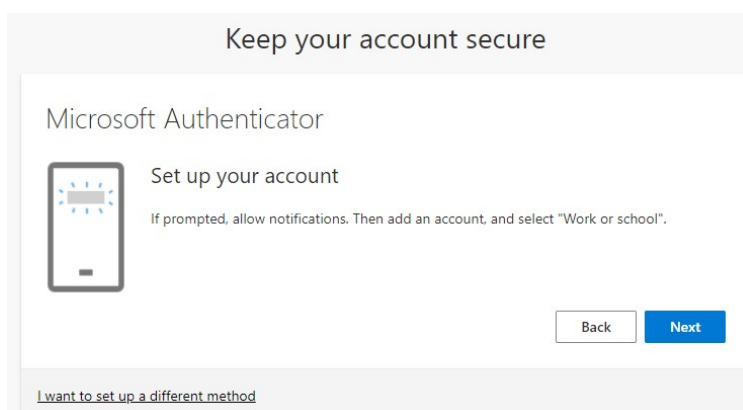 Keep your account secure
Microsoft Authenticator
Set up your account
If prompted, allow notifications. Then add an account, and select "Work or school".
Back Next
I want to set up a different method